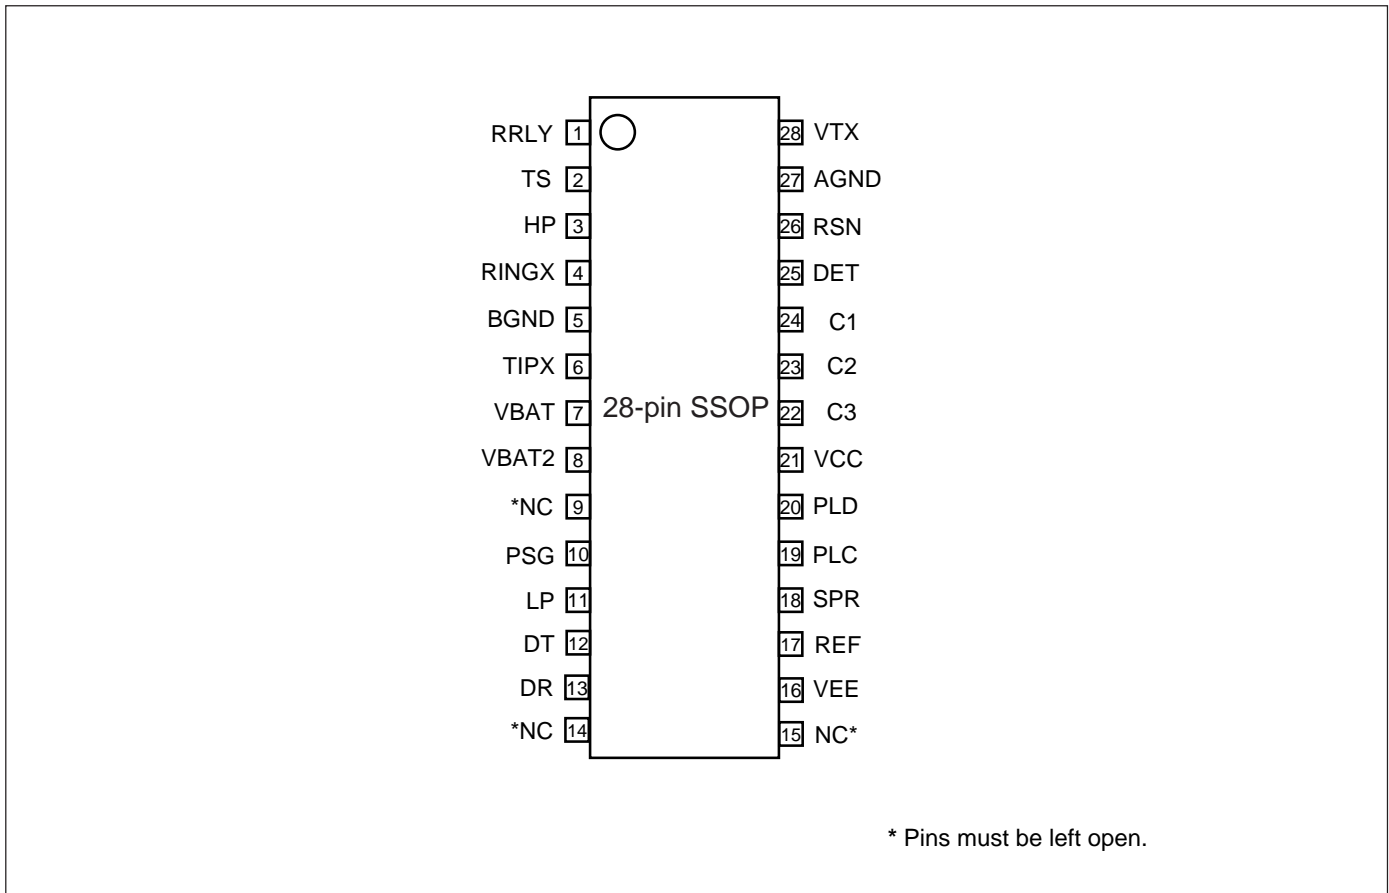 RRLY 1 28 VTX
TS 2 27 AGND
HP 3 26 RSN
RINGX 4 25 DET
BGND 5 24 C1
TIPX 6 23 C2
VBAT 7 28-pin SSOP 22 C3
VBAT2 8 21 VCC
*NC 9 20 PLD
PSG 10 19 PLC
LP 11 18 SPR
DT 12 17 REF
DR 13 16 VEE
*NC 14 15 NC*
* Pins must be left open.